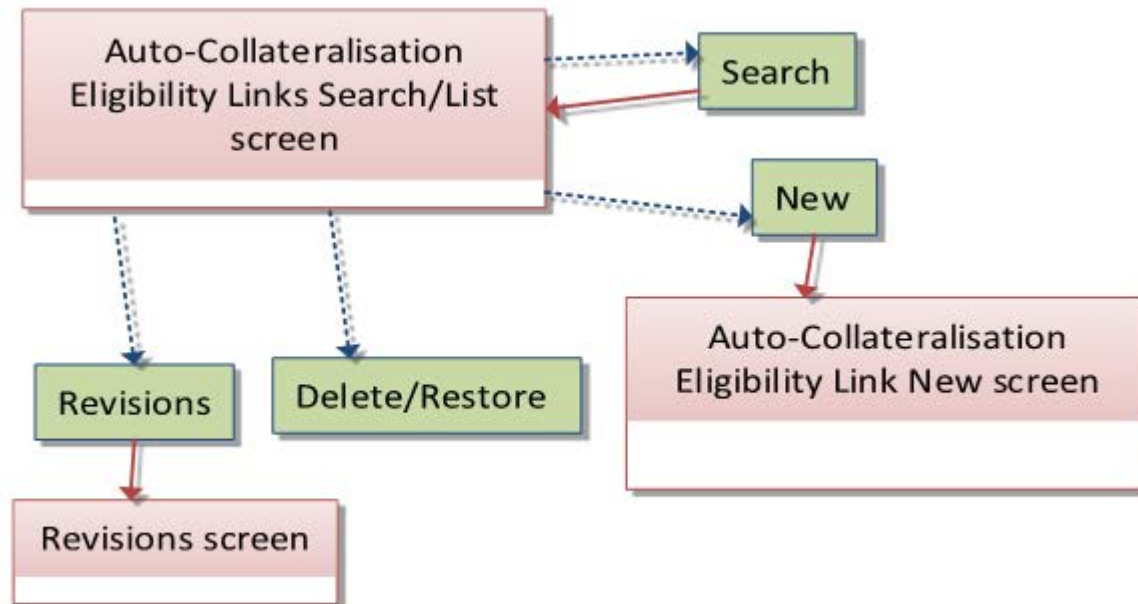 Auto-Collateralisation
Eligibility Links Search/List
screen
Search
New
Auto-Collateralisation
Eligibility Link New screen
Revisions
Delete/Restore
Revisions screen